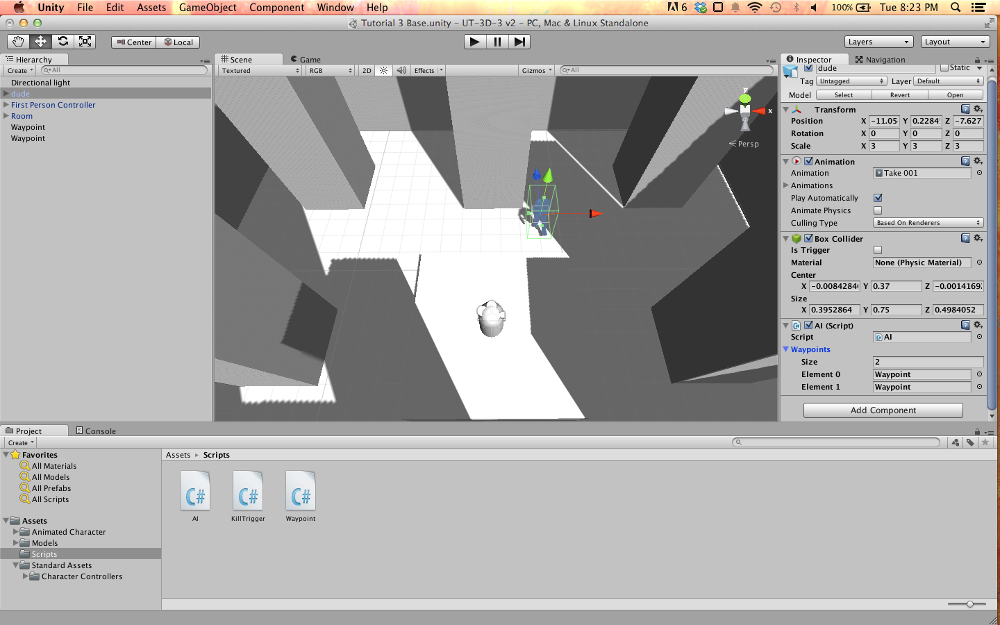 Unity File Edit Assets GameObject Component Window Help 6 100% Tue 8:23 PM
Tutorial 3 Base.unity – UT-3D-3 v2 – PC, Mac & Linux Standalone
Center Local Layers Layout
Hierarchy
Create All
Directional light
dude
First Person Controller
Room
Waypoint
Waypoint
Scene Game
Textured RGB 2D Effects Gizmos All
y
x
Persp
Inspector Navigation
dude Static
Tag Untagged Layer Default
Model Select Revert Open
Transform
Position X -11.05 Y 0.2284 Z -7.627
Rotation X 0 Y 0 Z 0
Scale X 3 Y 3 Z 3
Animation
Animation Take 001
Animations
Play Automatically
Animate Physics
Culling Type Based On Renderers
Box Collider
Is Trigger
Material None (Physic Material)
Center
X -0.0084284 Y 0.37 Z -0.0014169
Size
X 0.3952864 Y 0.75 Z 0.4984052
AI (Script)
Script AI
Waypoints
Size 2
Element 0 Waypoint
Element 1 Waypoint
Add Component
Project Console
Create
Favorites
All Materials
All Models
All Prefabs
All Scripts
Assets
Animated Character
Models
Scripts
Standard Assets
Character Controllers
Assets Scripts
C# C# C#
AI KillTrigger Waypoint